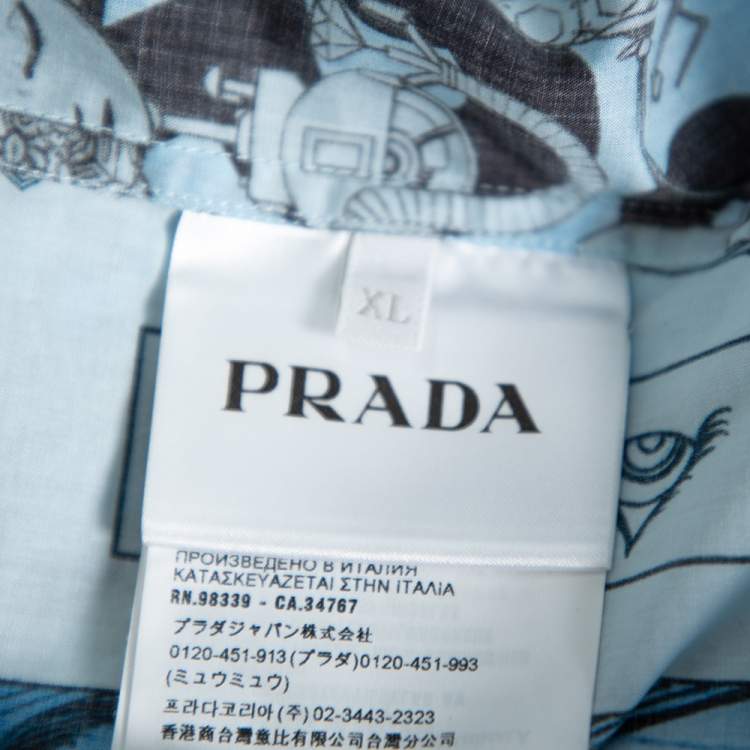 XL
PRADA
ПРОИЗВЕДЕНО В ИТАЛИЯ
ΚΑΤΑΣΚΕΥΑΖΕΤΑΙ ΣΤΗΝ ΙΤΑΛiΑ
RN.98339 - CA.34767
プラダジャパン株式会社
0120-451-913(プラダ)0120-451-993
(ミュウミュウ)
프라다코리아(주)02-3443-2323
香港商台灣意比有限公司台灣分公司